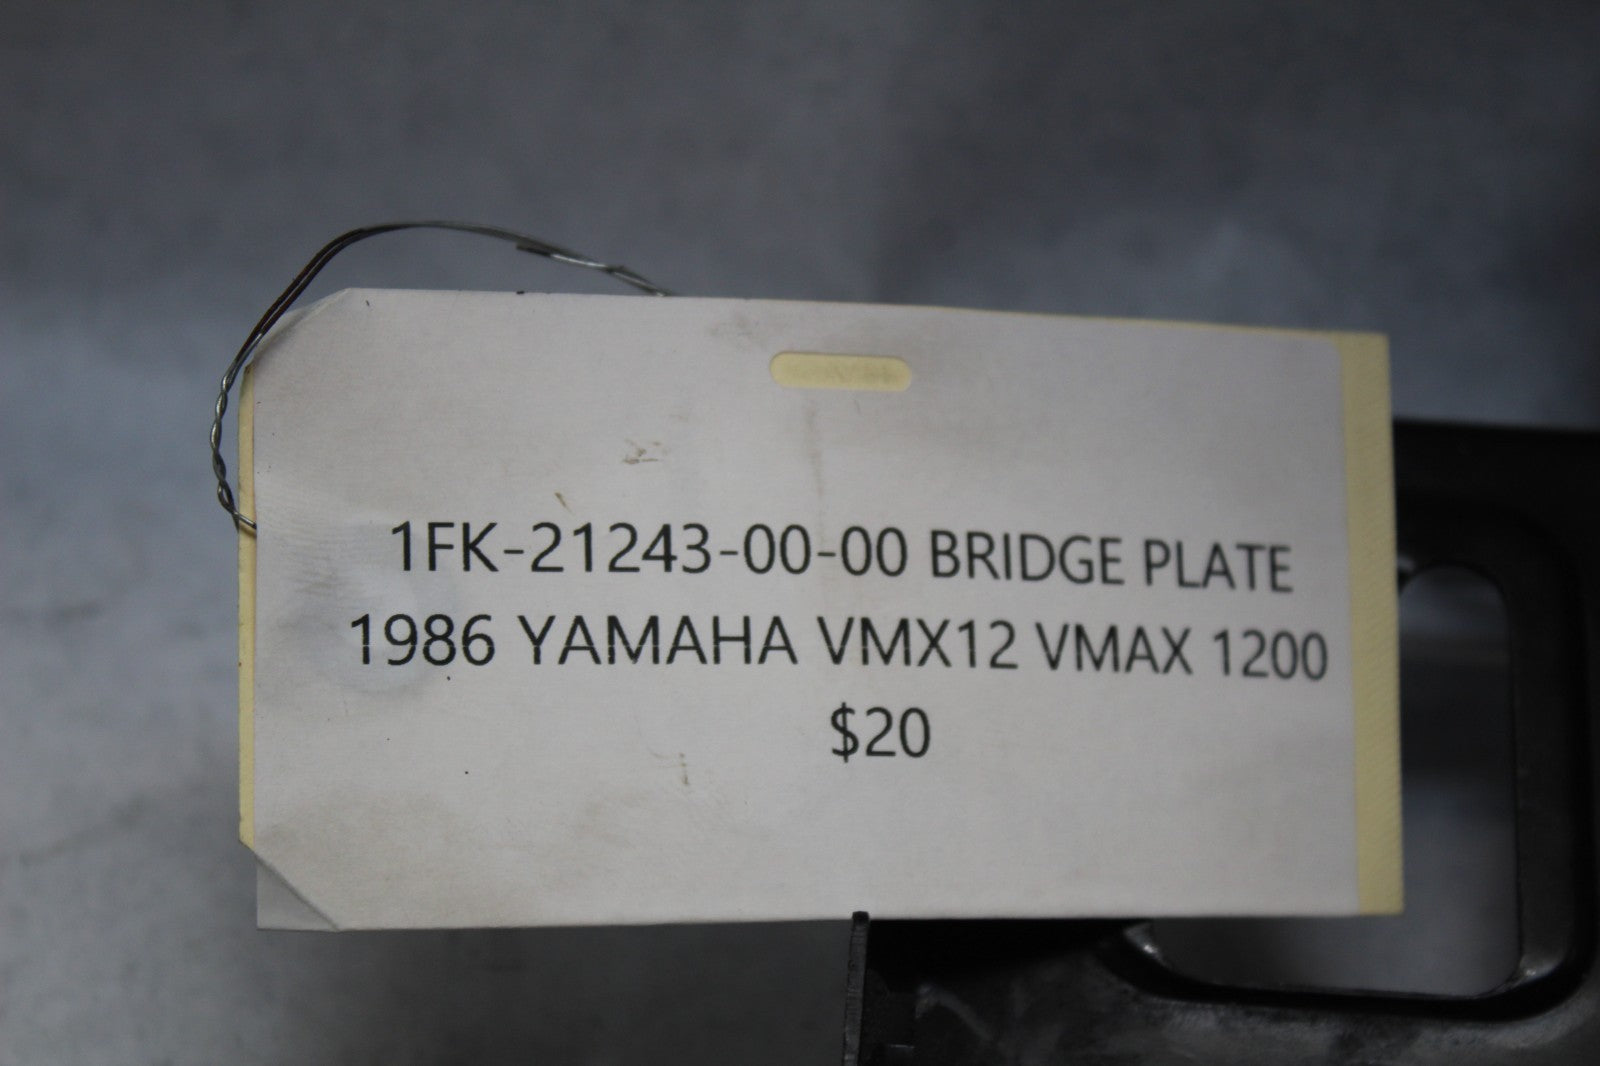 1FK-21243-00-00 BRIDGE PLATE
1986 YAMAHA VMX12 VMAX 1200
$20